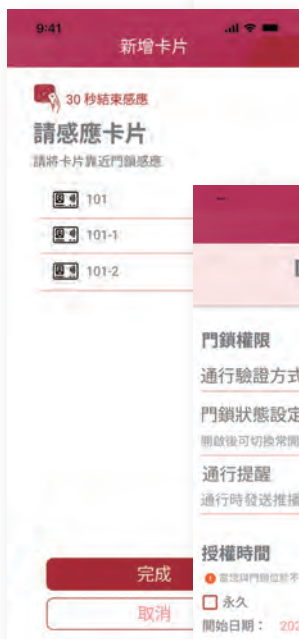 9:41
新增卡片
30 秒結束感應
請感應卡片
請將卡片靠近門鎖感應
101
101-1
101-2
完成
取消
門鎖權限
通行驗證方式
門鎖狀態設定
開啟後可切換常開
通行提醒
通行時發送推播
授權時間
永久
開始日期： 202